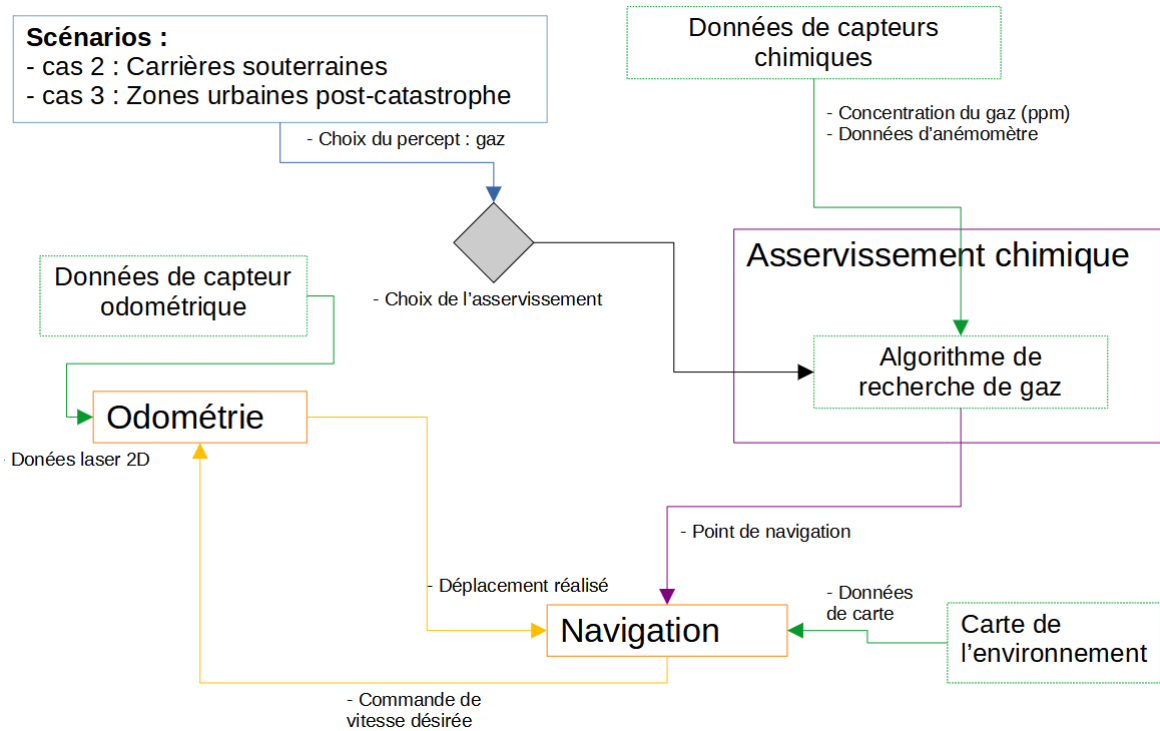 Scénarios :
- cas 2 : Carrières souterraines
- cas 3 : Zones urbaines post-catastrophe
Données de capteurs
chimiques
- Choix du percept : gaz
- Concentration du gaz (ppm)
- Données d'anémomètre
Asservissement chimique
Données de capteur
odométrique
- Choix de l'asservissement
Algorithme de
recherche de gaz
Odométrie
- Donées laser 2D
- Point de navigation
- Déplacement réalisé
- Données
de carte
Navigation
Carte de
l'environnement
- Commande de
vitesse désirée